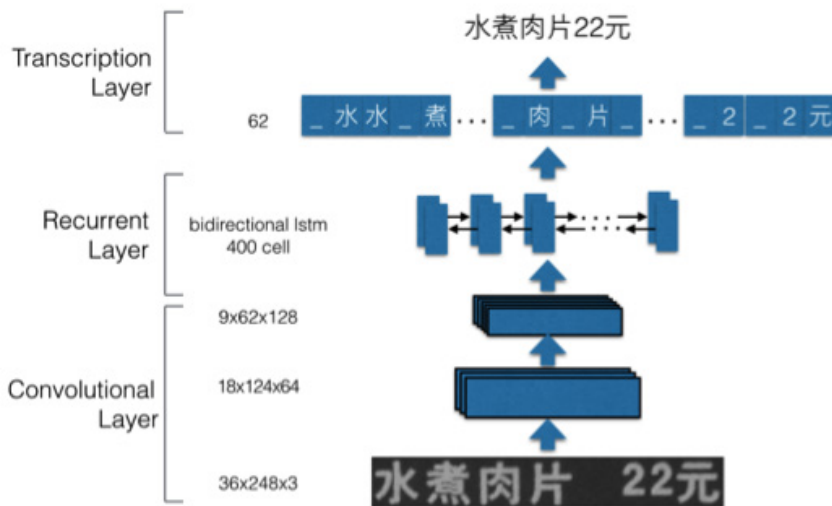 水煮肉片22元
Transcription
Layer
62
_ 水 水 _ 煮 ... _ 肉 _ 片 _ ... _ 2 _ 2 元
Recurrent
Layer
bidirectional lstm
400 cell
9x62x128
Convolutional
Layer
18x124x64
36x248x3
水煮肉片 22元